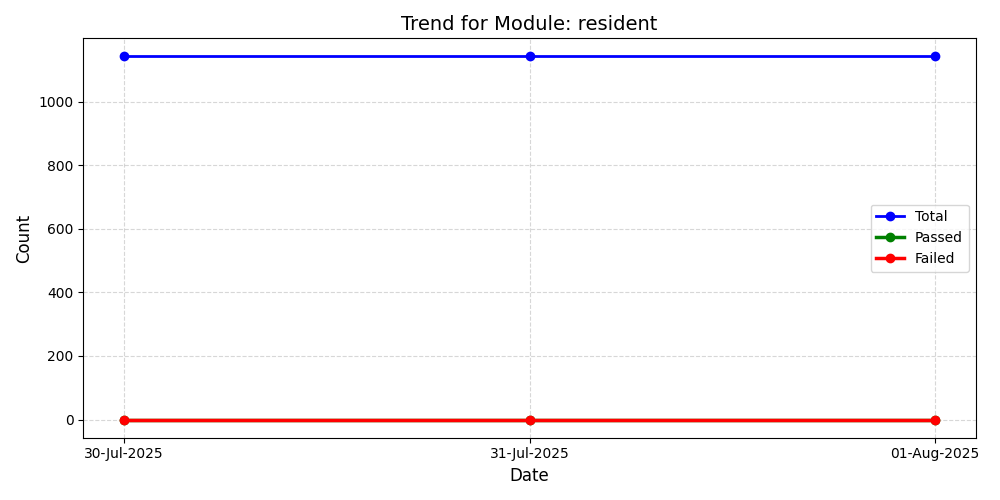 Trend for Module: resident
Count
1000
800
600
400
200
0
Total
Passed
Failed
30-Jul-2025
31-Jul-2025
01-Aug-2025
Date